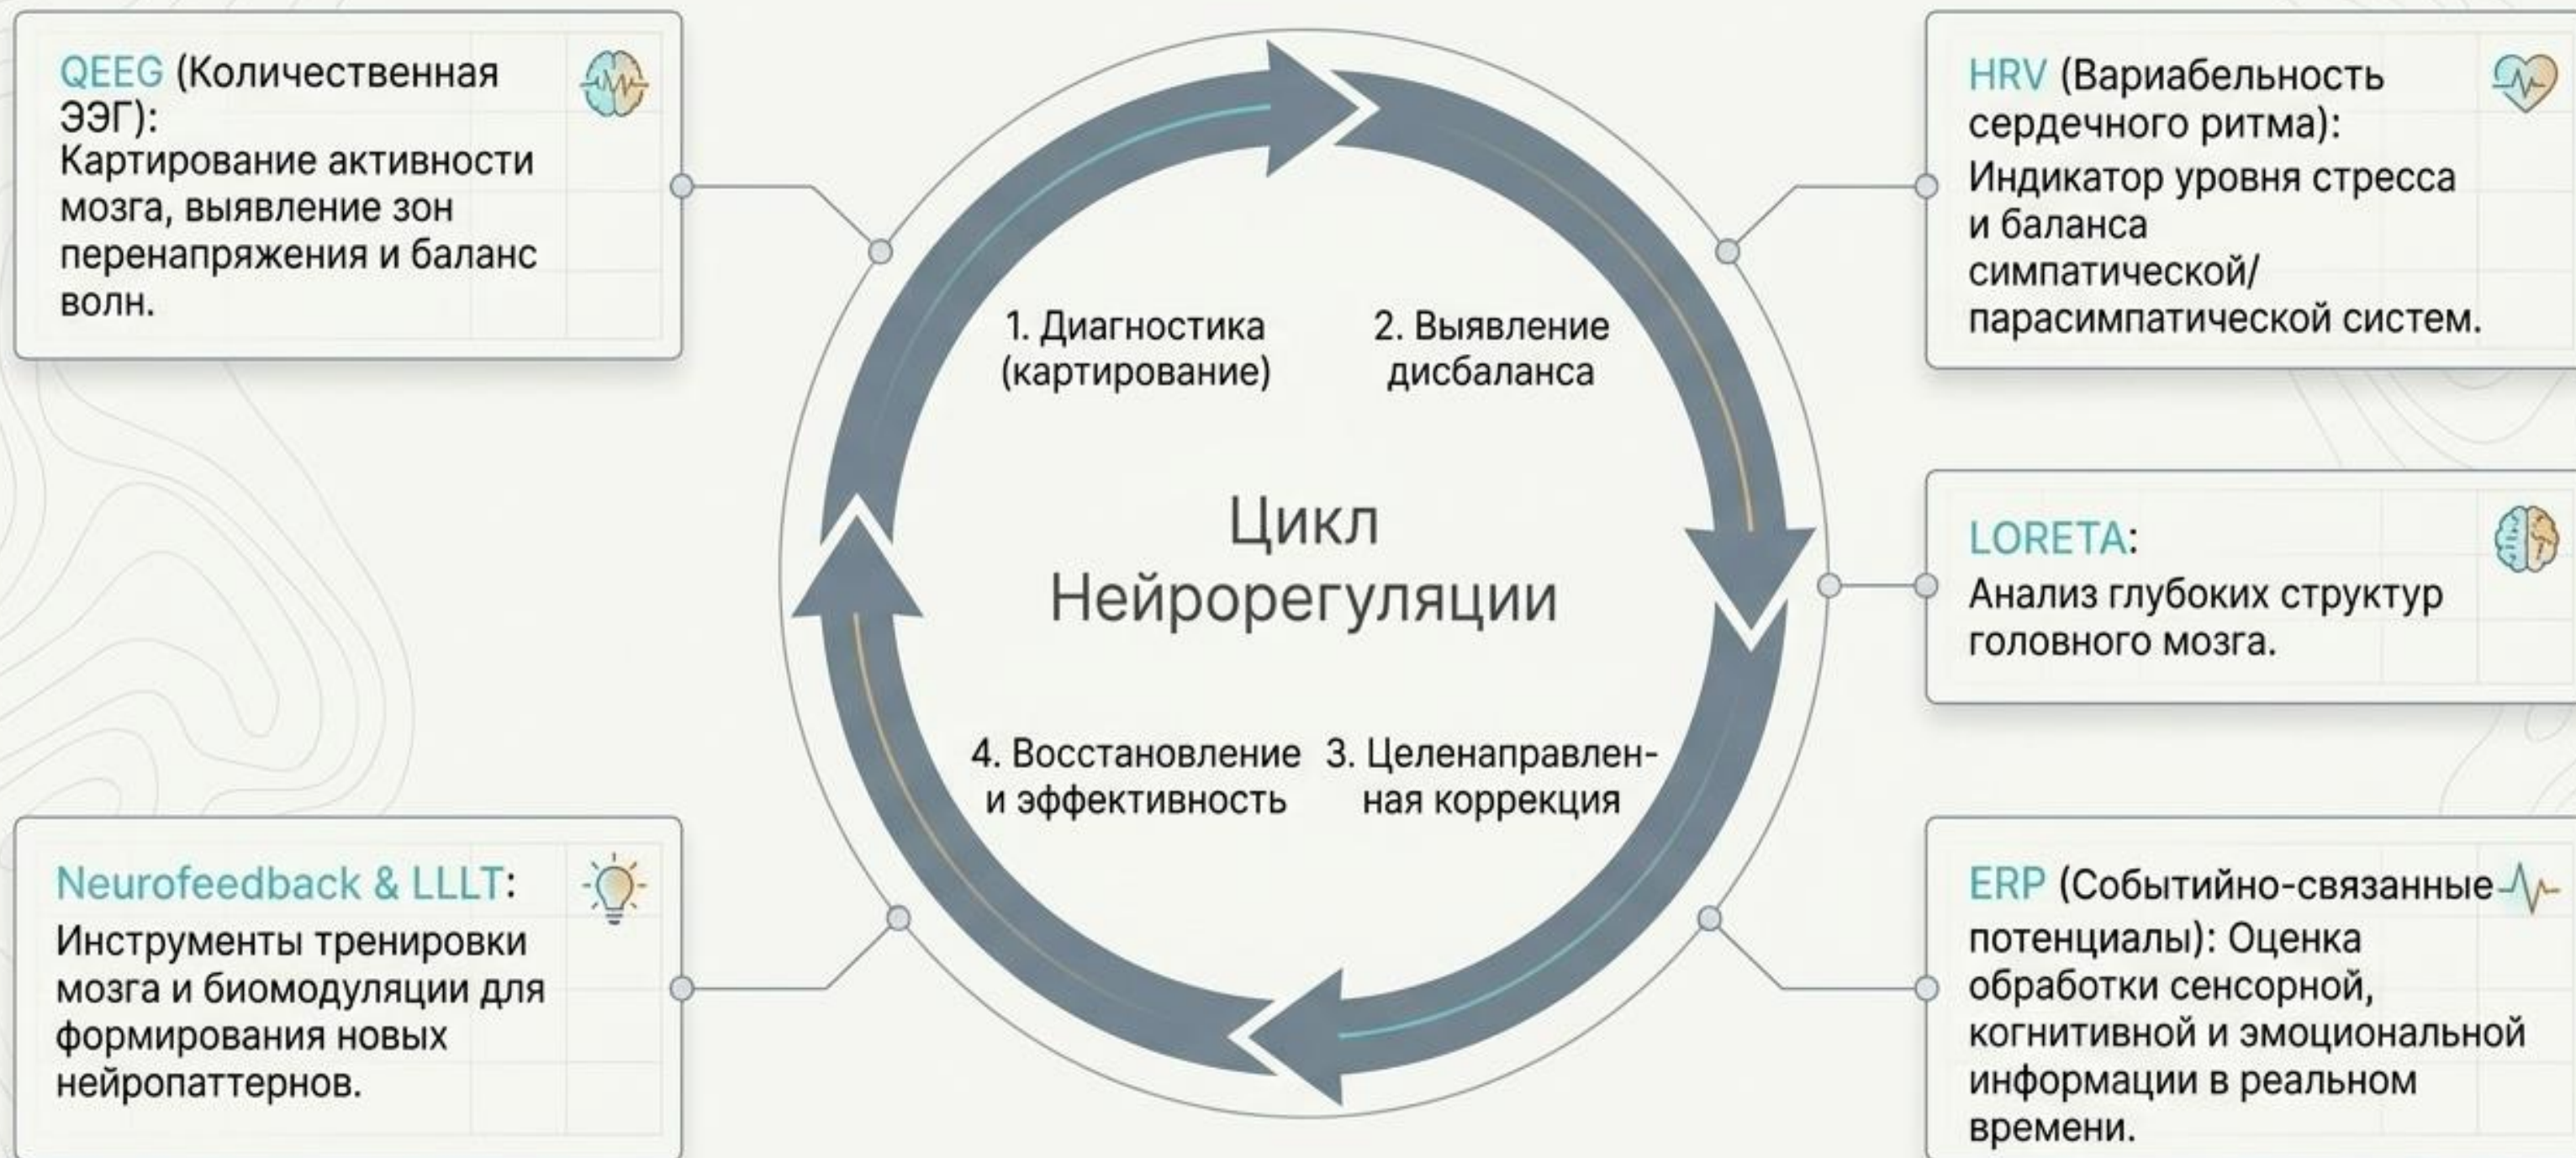 QEEG (Количественная
ЭЭГ):
Картирование активности
мозга, выявление зон
перенапряжения и баланс
волн.
HRV (Вариабельность
сердечного ритма):
Индикатор уровня стресса
и баланса
симпатической/
парасимпатической систем.
1. Диагностика
(картирование)
2. Выявление
дисбаланса
Цикл
Нейрорегуляции
LORETA:
Анализ глубоких структур
головного мозга.
4. Восстановление
и эффективность
3. Целенаправлен-
ная коррекция
Neurofeedback & LLLT:
Инструменты тренировки
мозга и биомодуляции для
формирования новых
нейропаттернов.
ERP (Событийно-связанные
потенциалы): Оценка
обработки сенсорной,
когнитивной и эмоциональной
информации в реальном
времени.